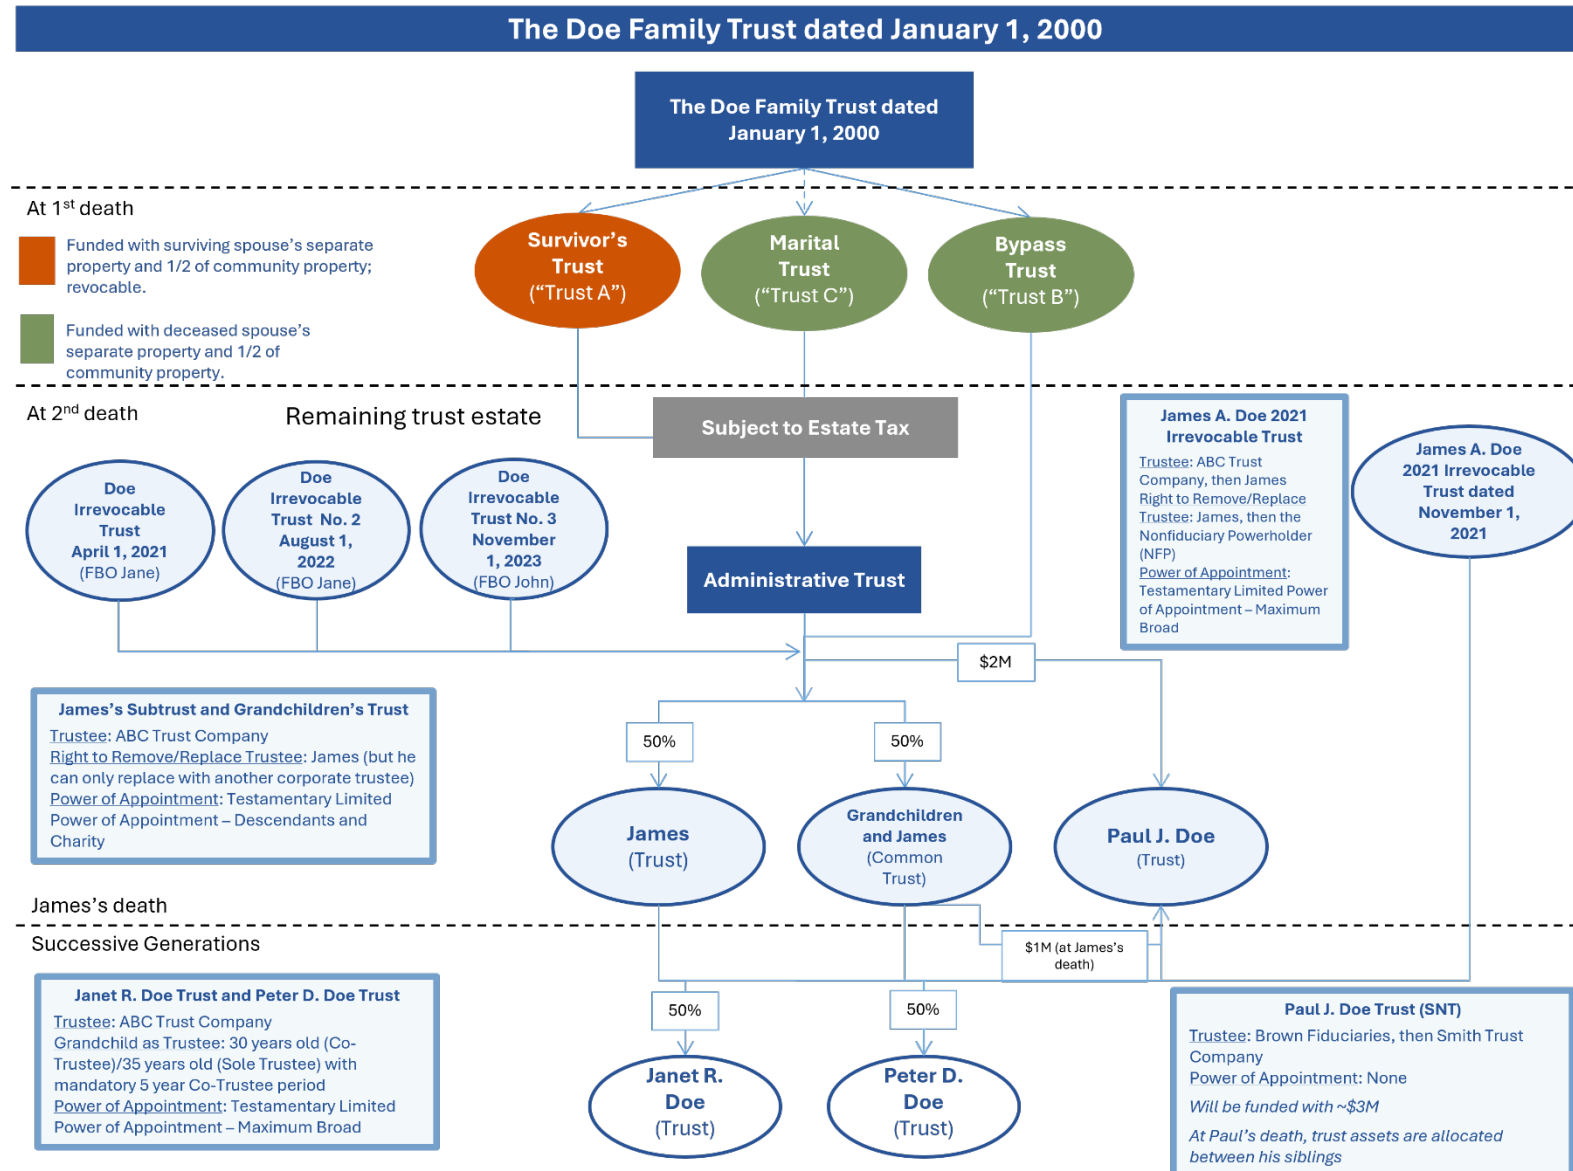 The Doe Family Trust dated January 1, 2000
The Doe Family Trust dated
January 1, 2000
At 1st death
Funded with surviving spouse's separate
property and 1/2 of community property;
revocable.
Funded with deceased spouse's
separate property and 1/2 of
community property.
Survivor's
Trust
("Trust A")
Marital
Trust
("Trust C")
Bypass
Trust
("Trust B")
At 2nd death
Remaining trust estate
Subject to Estate Tax
Doe
Irrevocable
Trust
April 1, 2021
(FBO Jane)
Doe
Irrevocable
Trust No. 2
August 1,
2022
(FBO Jane)
Doe
Irrevocable
Trust No. 3
November
1, 2023
(FBO John)
Administrative Trust
James A. Doe 2021
Irrevocable Trust
Trustee: ABC Trust
Company, then James
Right to Remove/Replace
Trustee: James, then the
Nonfiduciary Powerholder
(NFP)
Power of Appointment:
Testamentary Limited Power
of Appointment – Maximum
Broad
James A. Doe
2021 Irrevocable
Trust dated
November 1,
2021
$2M
James's Subtrust and Grandchildren's Trust
Trustee: ABC Trust Company
Right to Remove/Replace Trustee: James (but he
can only replace with another corporate trustee)
Power of Appointment: Testamentary Limited
Power of Appointment – Descendants and
Charity
50%
50%
James
(Trust)
Grandchildren
and James
(Common
Trust)
Paul J. Doe
(Trust)
James's death
Successive Generations
$1M (at James's
death)
Janet R. Doe Trust and Peter D. Doe Trust
Trustee: ABC Trust Company
Grandchild as Trustee: 30 years old (Co-
Trustee)/35 years old (Sole Trustee) with
mandatory 5 year Co-Trustee period
Power of Appointment: Testamentary Limited
Power of Appointment – Maximum Broad
50%
50%
Janet R.
Doe
(Trust)
Peter D.
Doe
(Trust)
Paul J. Doe Trust (SNT)
Trustee: Brown Fiduciaries, then Smith Trust
Company
Power of Appointment: None
Will be funded with ~$3M
At Paul's death, trust assets are allocated
between his siblings